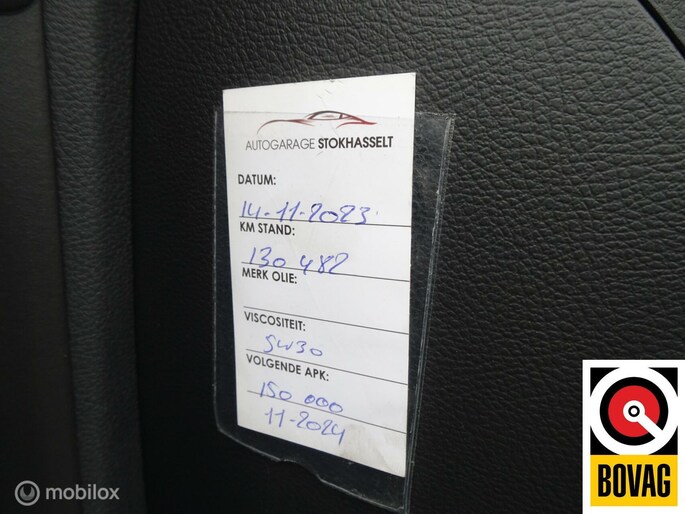 AUTOGARAGE STOKHASSELT
DATUM:
14-11-2023
KM STAND:
130 482
MERK OLIE:
VISCOSITEIT:
5W30
VOLGENDE APK:
150 000
11-2024
BOVAG
mobilox